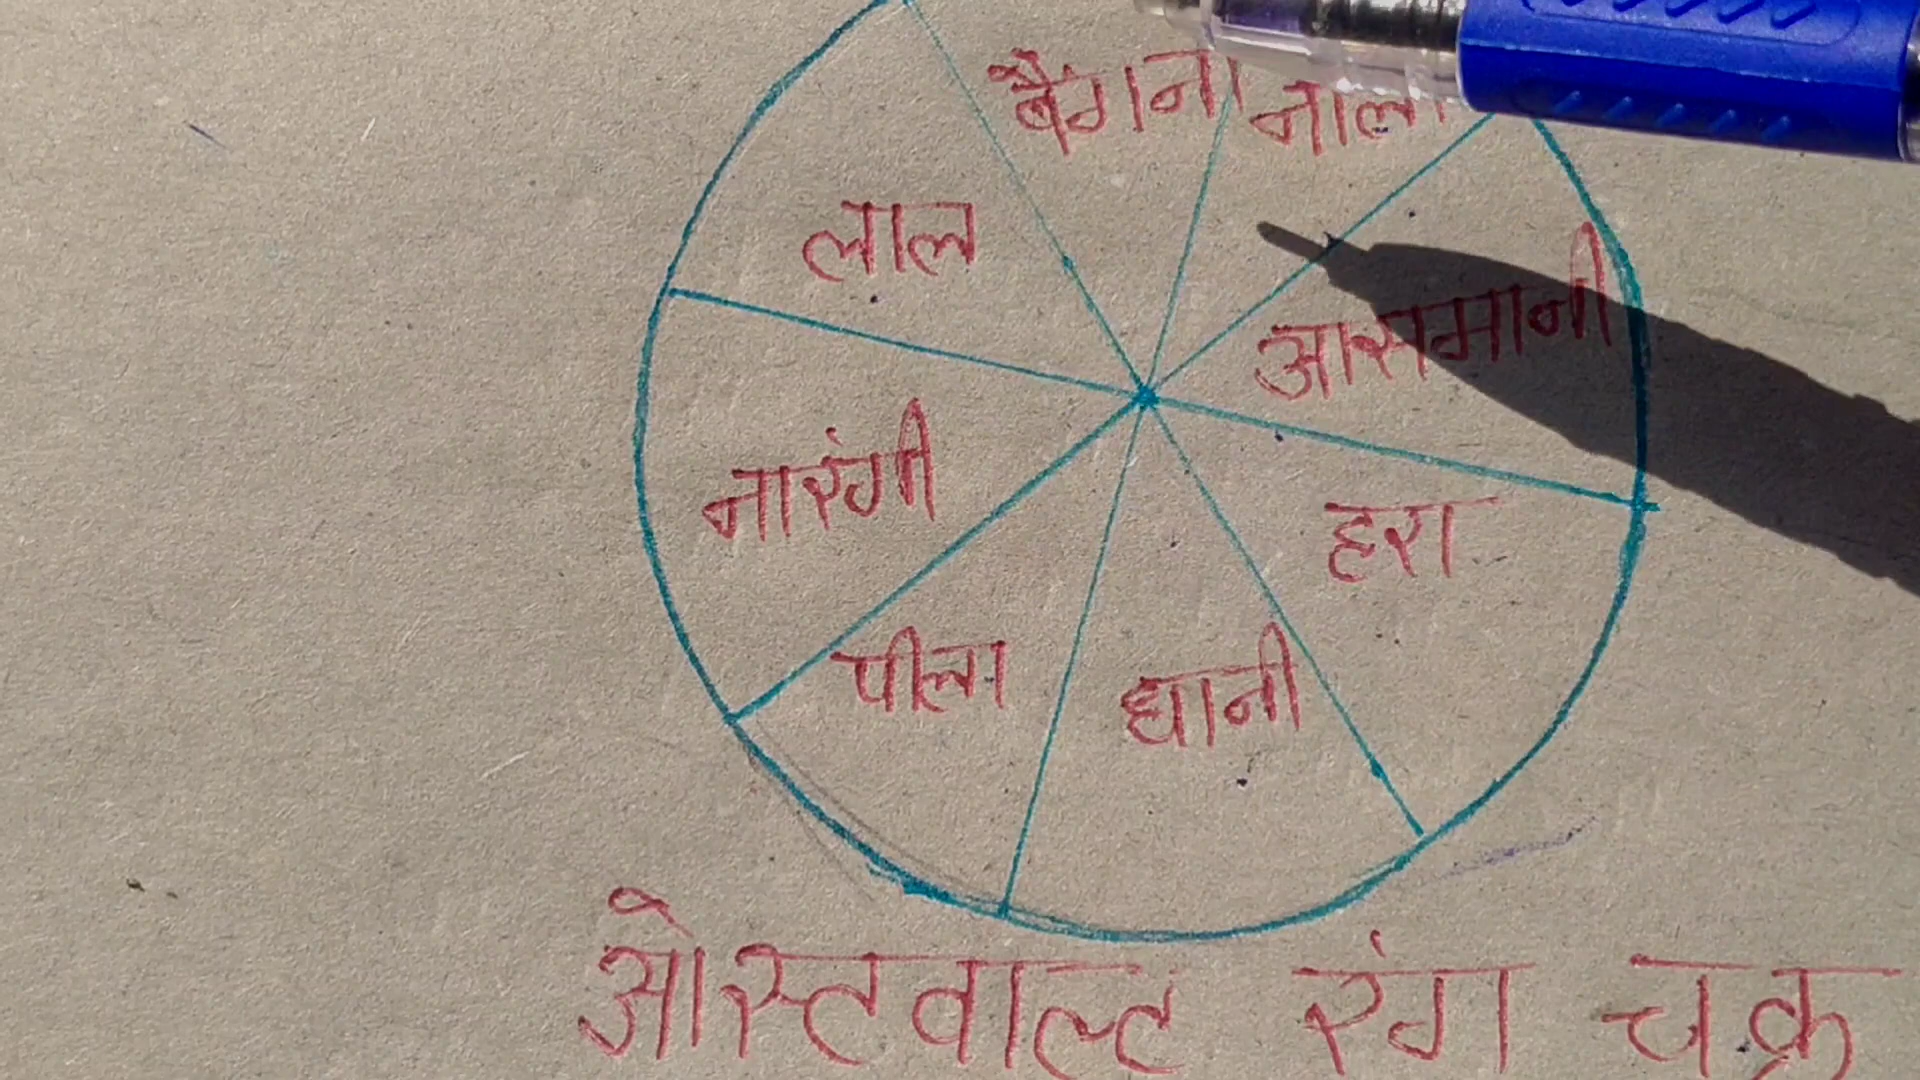 बैंगनी
नीला
लाल
आसमानी
नारंगी
हरा
पीला
धानी
ओस्टवाल्ट रंग चक्र